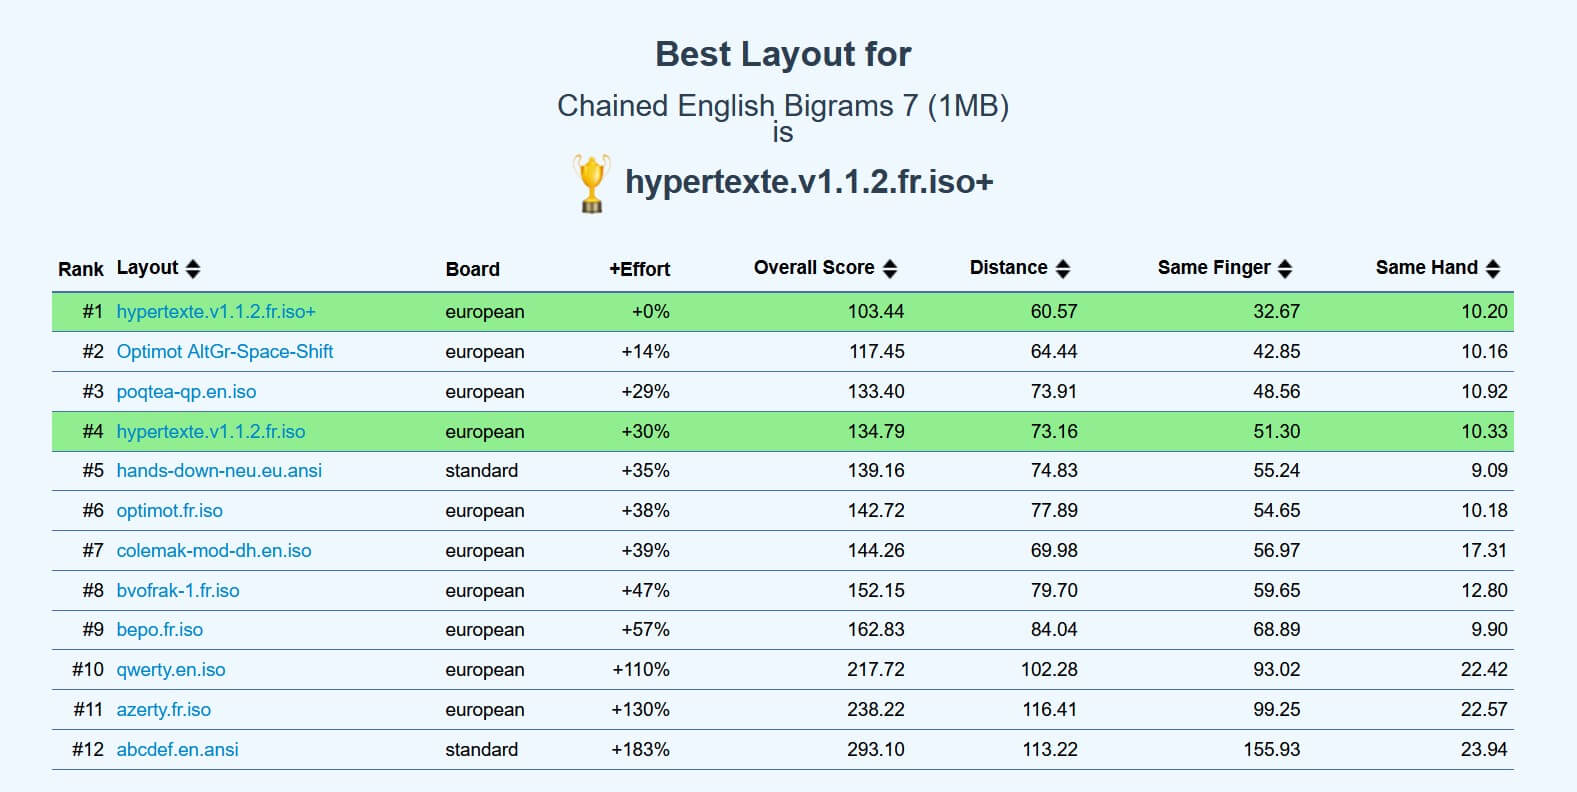 Best Layout for
Chained English Bigrams 7 (1MB)
is
hypertexte.v1.1.2.fr.iso+
Rank Layout Board +Effort Overall Score Distance Same Finger Same Hand
#1 hypertexte.v1.1.2.fr.iso+ european +0% 103.44 60.57 32.67 10.20
#2 Optimot AltGr-Space-Shift european +14% 117.45 64.44 42.85 10.16
#3 poqtea-qp.en.iso european +29% 133.40 73.91 48.56 10.92
#4 hypertexte.v1.1.2.fr.iso european +30% 134.79 73.16 51.30 10.33
#5 hands-down-neu.eu.ansi standard +35% 139.16 74.83 55.24 9.09
#6 optimot.fr.iso european +38% 142.72 77.89 54.65 10.18
#7 colemak-mod-dh.en.iso european +39% 144.26 69.98 56.97 17.31
#8 bvofrak-1.fr.iso european +47% 152.15 79.70 59.65 12.80
#9 bepo.fr.iso european +57% 162.83 84.04 68.89 9.90
#10 qwerty.en.iso european +110% 217.72 102.28 93.02 22.42
#11 azerty.fr.iso european +130% 238.22 116.41 99.25 22.57
#12 abcdef.en.ansi standard +183% 293.10 113.22 155.93 23.94